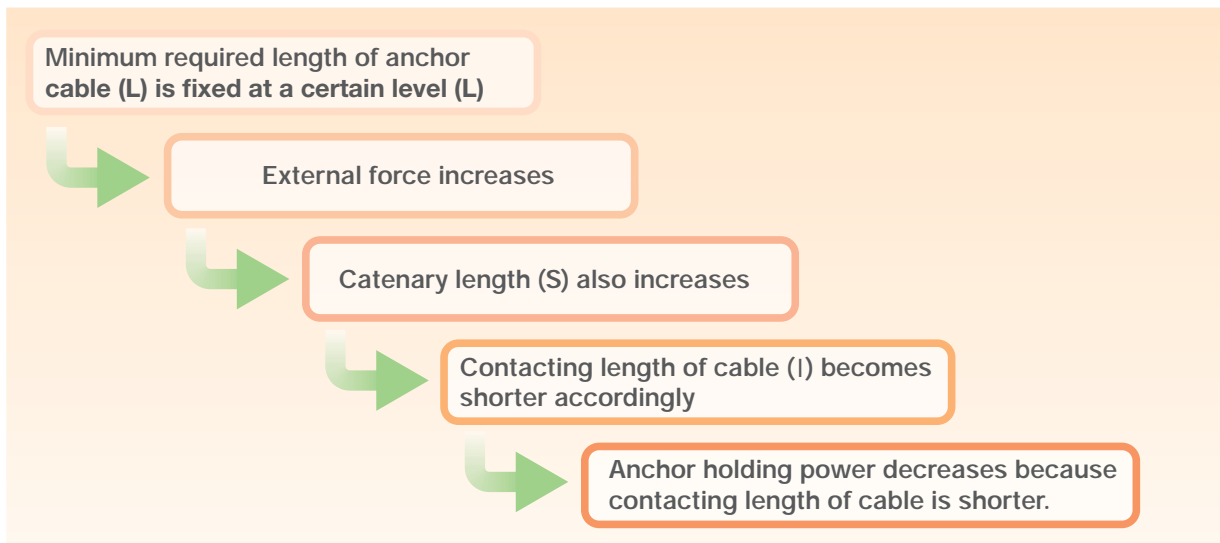 Minimum required length of anchor
cable (L) is fixed at a certain level (L)
External force increases
Catenary length (S) also increases
Contacting length of cable (l) becomes
shorter accordingly
Anchor holding power decreases because
contacting length of cable is shorter.